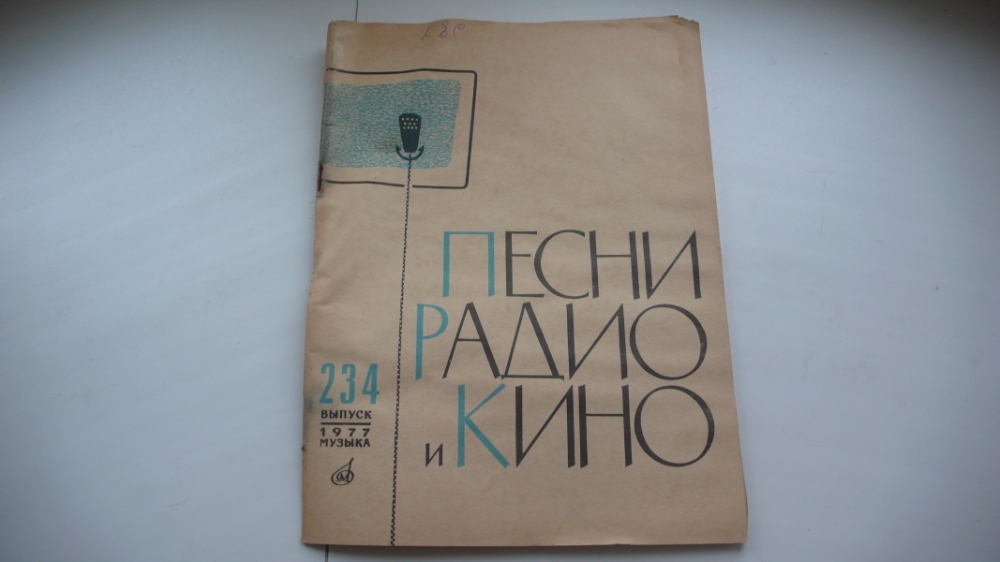 ПЕСНИ
РАДИО
и КИНО
234
ВЫПУСК
1977
МУЗЫКА